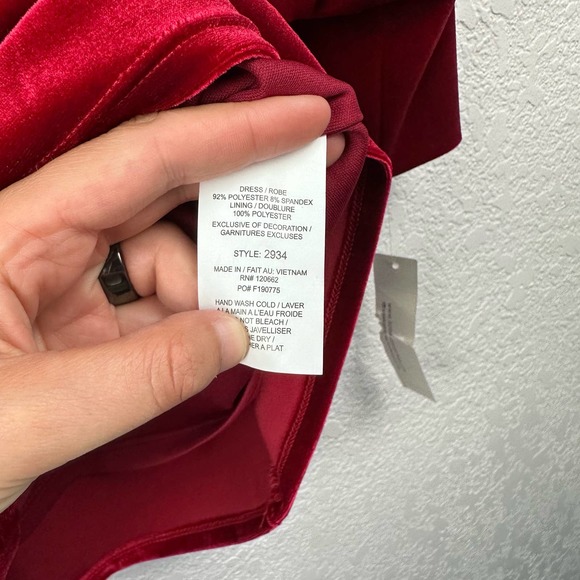 DRESS / ROBE
92% POLYESTER 8% SPANDEX
LINING / DOUBLURE
100% POLYESTER
EXCLUSIVE OF DECORATION /
GARNITURES EXCLUSES
STYLE: 2934
MADE IN / FAIT AU: VIETNAM
RN# 120662
PO# F190775
HAND WASH COLD / LAVER
A LA MAIN A L'EAU FROIDE
NOT BLEACH /
JAVELLISER
DRY /
A PLAT